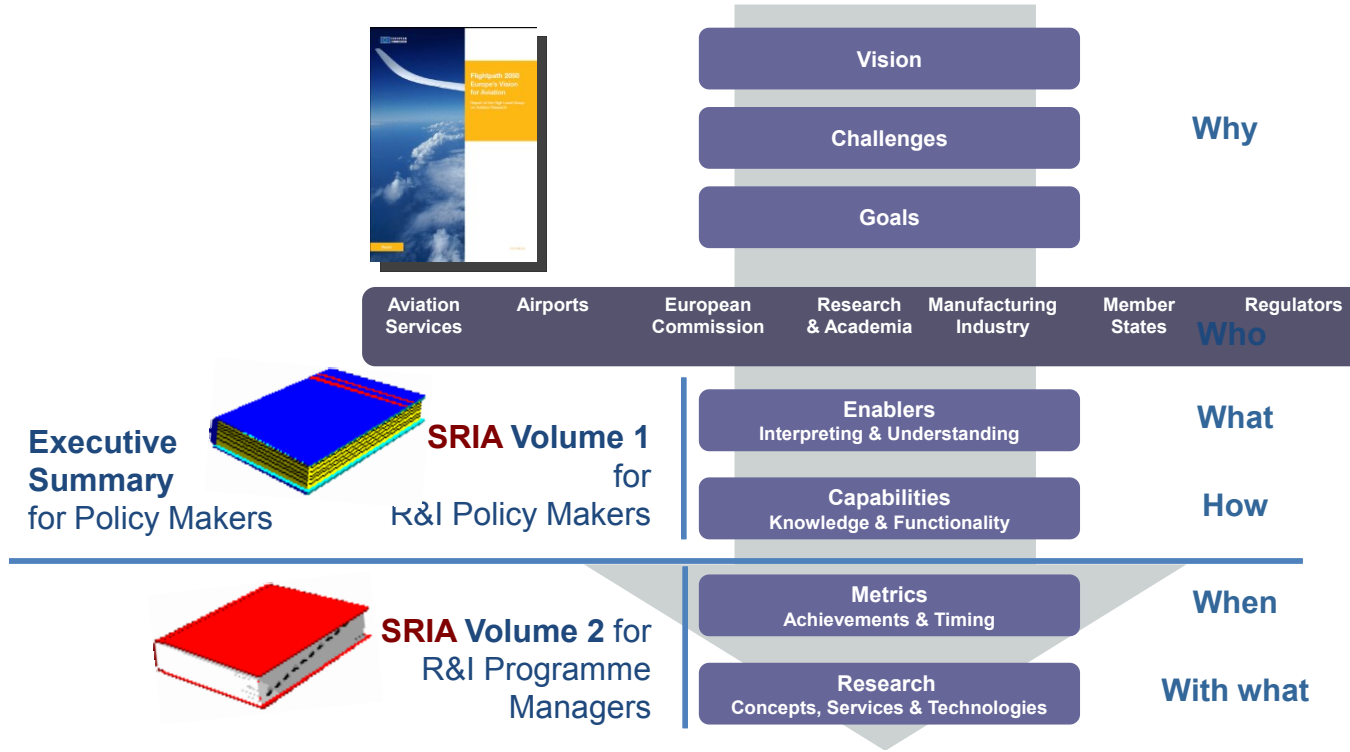 EUROPEAN
COMMISSION
Flightpath 2050
Europe's Vision
for Aviation
Vision
Challenges
Why
Goals
Aviation
Services
Airports
European
Commission
Research
& Academia
Manufacturing
Industry
Member
States
Regulators
Who
Executive
Summary
for Policy Makers
SRIA Volume 1
for
R&I Policy Makers
Enablers
Interpreting & Understanding
What
Capabilities
Knowledge & Functionality
How
SRIA Volume 2 for
R&I Programme
Managers
Metrics
Achievements & Timing
When
Research
Concepts, Services & Technologies
With what